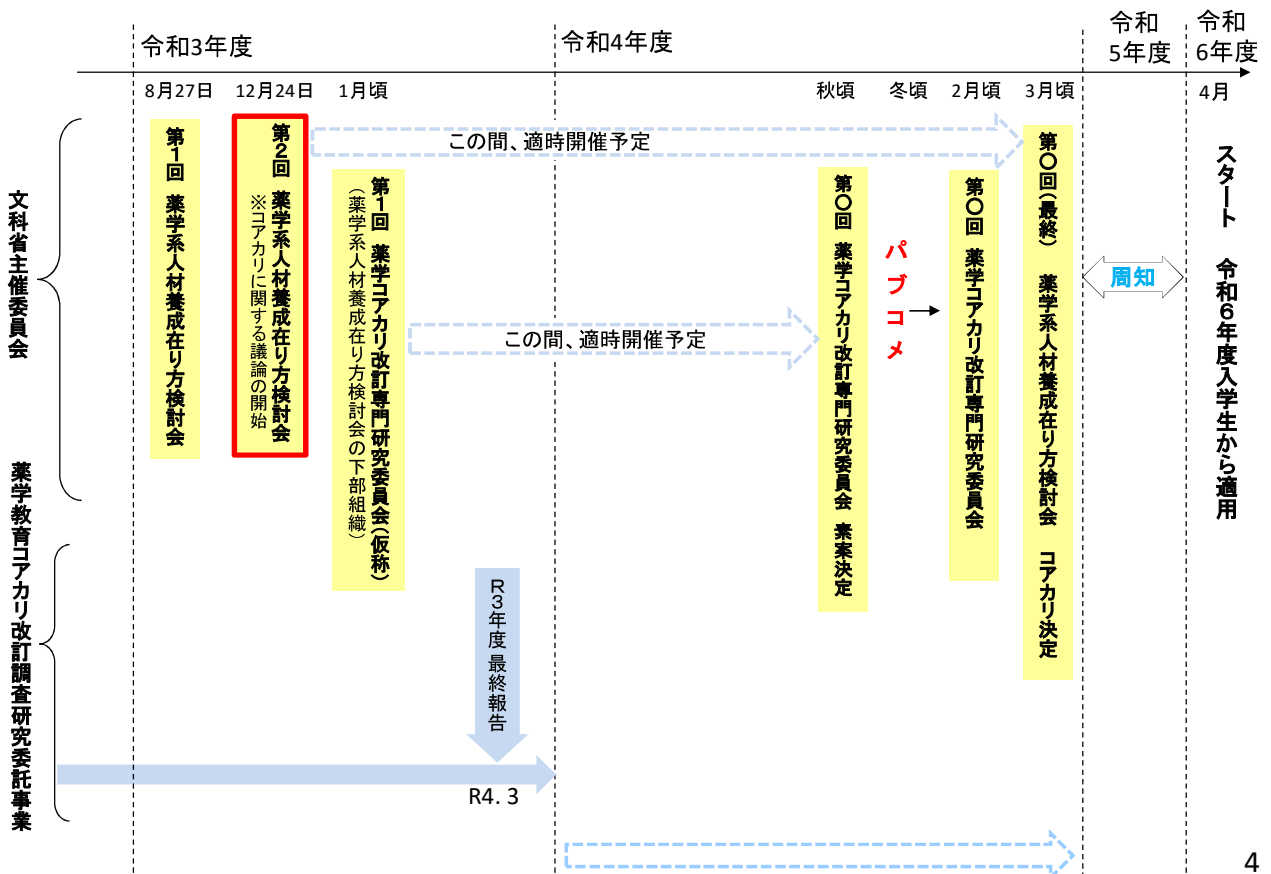 令和3年度
令和4年度
令和
5年度
令和
6年度
8月27日
12月24日
1月頃
秋頃
冬頃
2月頃
3月頃
4月
文科省主催委員会
第1回 薬学系人材養成在り方検討会
第2回 薬学系人材養成在り方検討会
※コアカリに関する議論の開始
この間、適時開催予定
第1回 薬学コアカリ改訂専門研究委員会(仮称)
(薬学系人材養成在り方検討会の下部組織)
この間、適時開催予定
第〇回 薬学コアカリ改訂専門研究委員会 素案決定
パブコメ
→
第〇回 薬学コアカリ改訂専門研究委員会
第〇回(最終) 薬学系人材養成在り方検討会 コアカリ決定
周知
スタート 令和6年度入学生から適用
薬学教育コアカリ改訂調査研究委託事業
R3年度 最終報告
R4.3
4